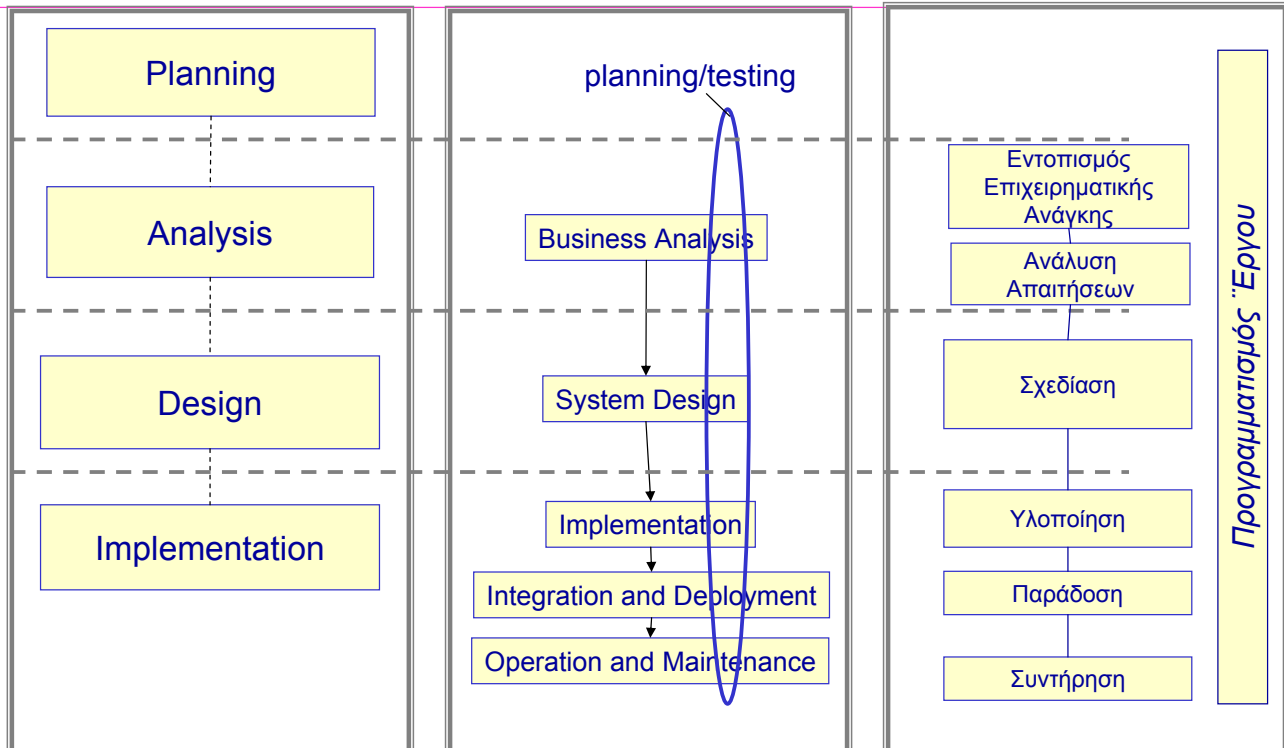 Planning
Analysis
Design
Implementation
planning/testing
Business Analysis
System Design
Implementation
Integration and Deployment
Operation and Maintenance
Εντοπισμός
Επιχειρηματικής
Ανάγκης
Ανάλυση
Απαιτήσεων
Σχεδίαση
Υλοποίηση
Παράδοση
Συντήρηση
Προγραμματισμός ¨Εργου